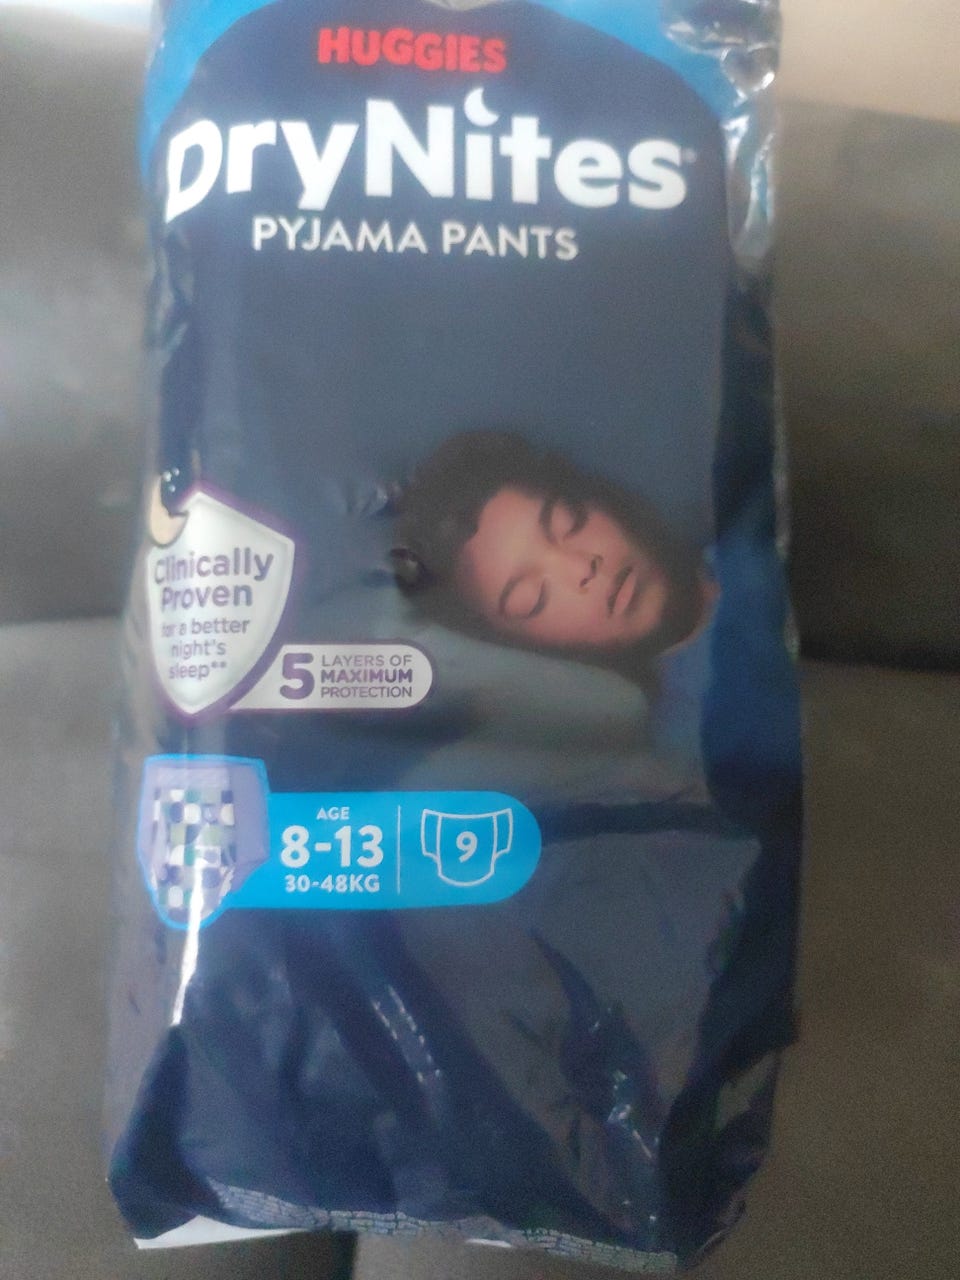 HUGGIES
DryNites®
PYJAMA PANTS
Clinically
Proven
for a better
night's
sleep**
5 LAYERS OF
MAXIMUM
PROTECTION
AGE
8-13
30-48KG
9